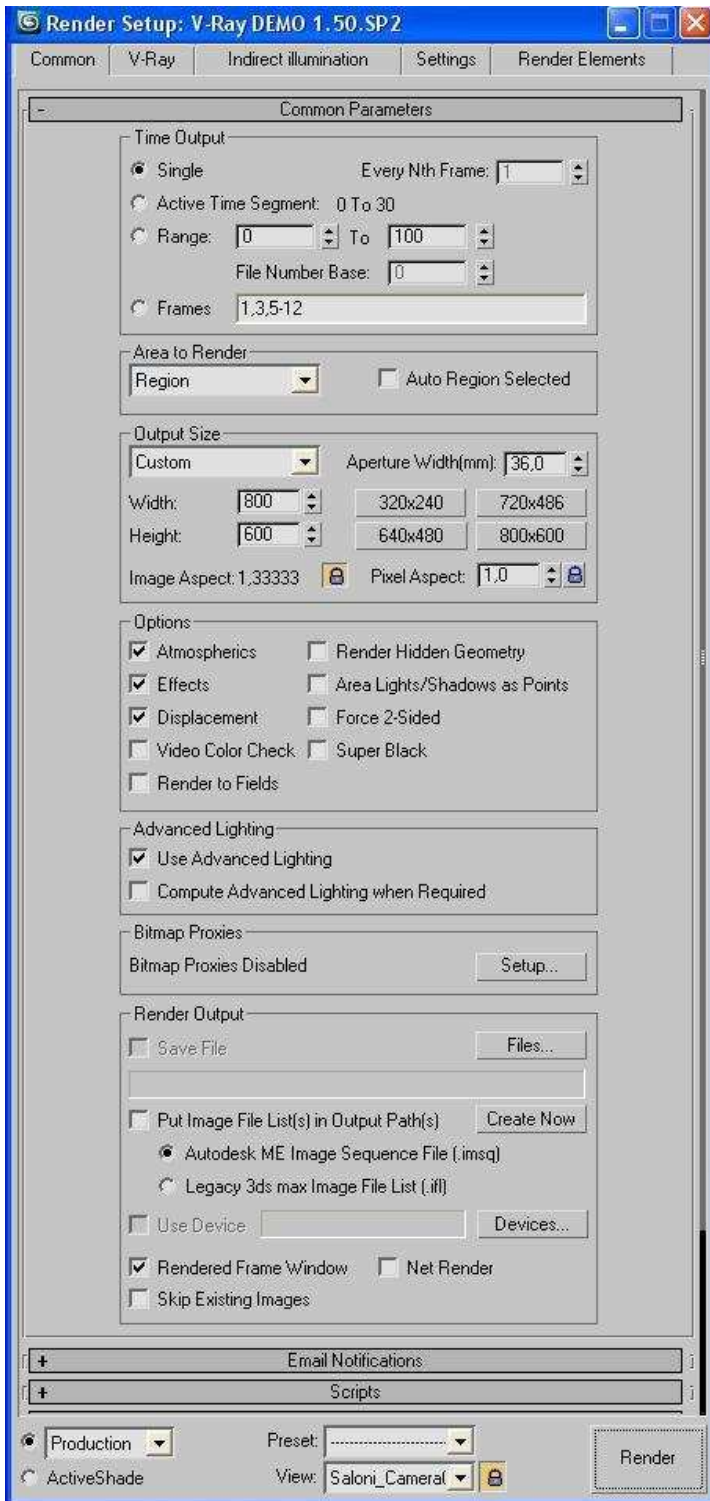 Render Setup: V-Ray DEMO 1.50.SP2
Common V-Ray Indirect illumination Settings Render Elements
- Common Parameters
Time Output
Single Every Nth Frame: 1
Active Time Segment: 0 To 30
Range: 0 To 100
File Number Base: 0
Frames 1,3,5-12
Area to Render
Region Auto Region Selected
Output Size
Custom Aperture Width(mm): 36,0
Width: 800 320x240 720x486
Height: 600 640x480 800x600
Image Aspect: 1,33333 Pixel Aspect: 1,0
Options
Atmospherics Render Hidden Geometry
Effects Area Lights/Shadows as Points
Displacement Force 2-Sided
Video Color Check Super Black
Render to Fields
Advanced Lighting
Use Advanced Lighting
Compute Advanced Lighting when Required
Bitmap Proxies
Bitmap Proxies Disabled Setup...
Render Output
Save File Files...
Put Image File List(s) in Output Path(s) Create Now
Autodesk ME Image Sequence File (.imsq)
Legacy 3ds max Image File List (.ifl)
Use Device Devices...
Rendered Frame Window Net Render
Skip Existing Images
+ Email Notifications
+ Scripts
Production Preset: -------------------------
ActiveShade View: Saloni_Camera Render